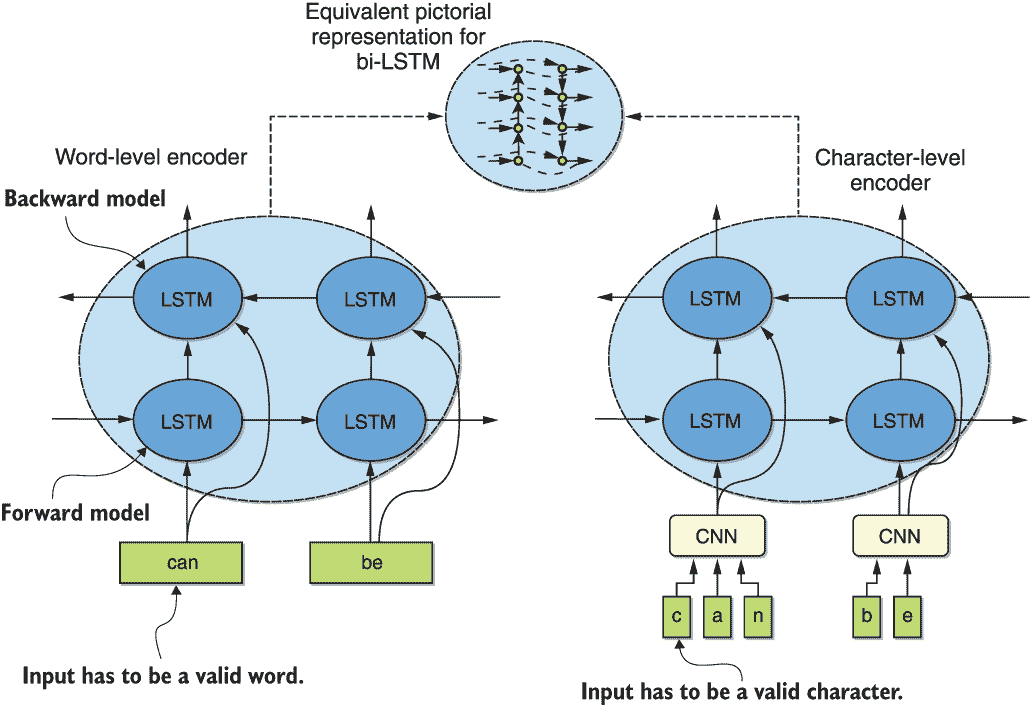 Equivalent pictorial
representation for
bi-LSTM
Word-level encoder
Backward model
LSTM
LSTM
LSTM
LSTM
Forward model
can
be
Input has to be a valid word.
Character-level
encoder
LSTM
LSTM
LSTM
LSTM
CNN
CNN
c
a
n
b
e
Input has to be a valid character.